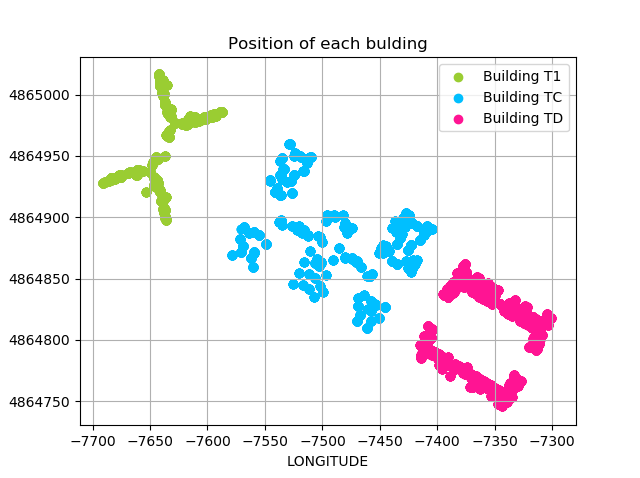 Position of each bulding
Building T1
Building TC
Building TD
4865000
4864950
4864900
4864850
4864800
4864750
−7700 −7650 −7600 −7550 −7500 −7450 −7400 −7350 −7300
LONGITUDE